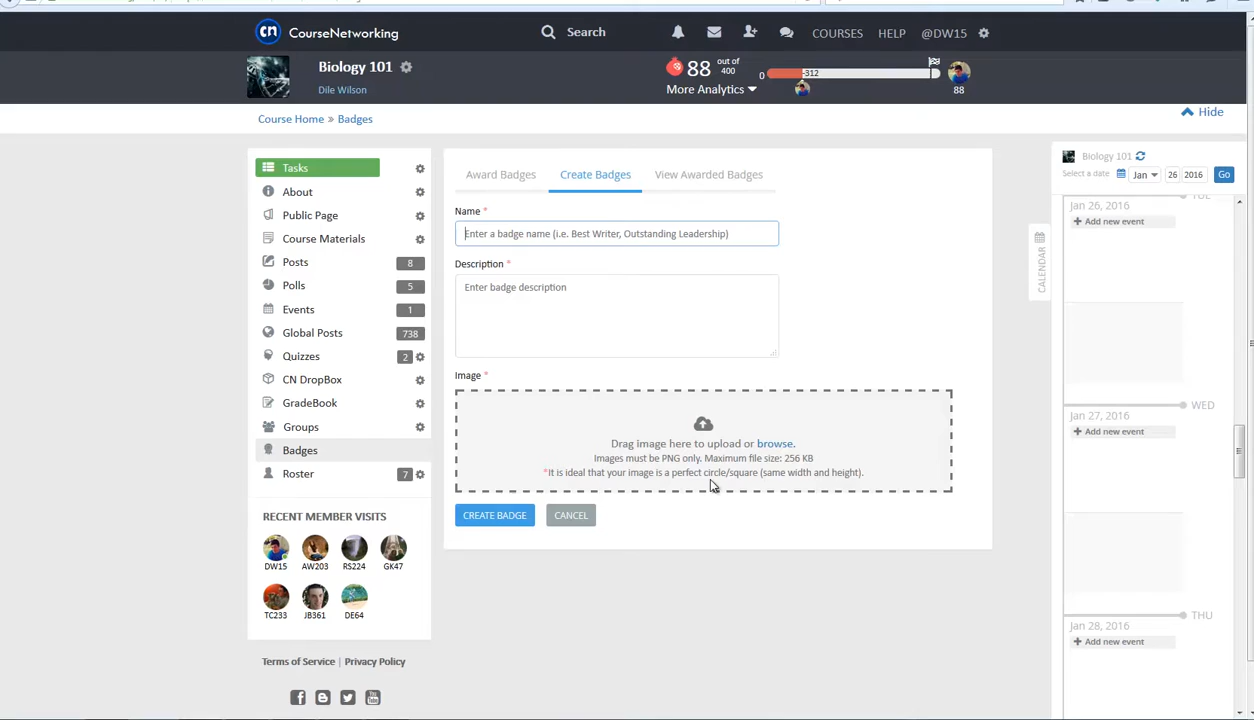 cn CourseNetworking
Search
COURSES
HELP
@DW15
Biology 101
Dile Wilson
88 out of 400
0
-312
88
More Analytics
Course Home » Badges
Hide
Tasks
About
Public Page
Course Materials
Posts 8
Polls 5
Events 1
Global Posts 738
Quizzes 2
CN DropBox
GradeBook
Groups
Badges
Roster 7
RECENT MEMBER VISITS
DW15 AW203 RS224 GK47
TC233 JB361 DE64
Terms of Service | Privacy Policy
You Tube
Award Badges Create Badges View Awarded Badges
Name *
Enter a badge name (i.e. Best Writer, Outstanding Leadership)
Description *
Enter badge description
Image *
Drag image here to upload or browse.
Images must be PNG only. Maximum file size: 256 KB
*It is ideal that your image is a perfect circle/square (same width and height).
CREATE BADGE CANCEL
CALENDAR
Biology 101
Select a date Jan 26 2016 Go
TUE
Jan 26, 2016
+ Add new event
WED
Jan 27, 2016
+ Add new event
THU
Jan 28, 2016
+ Add new event